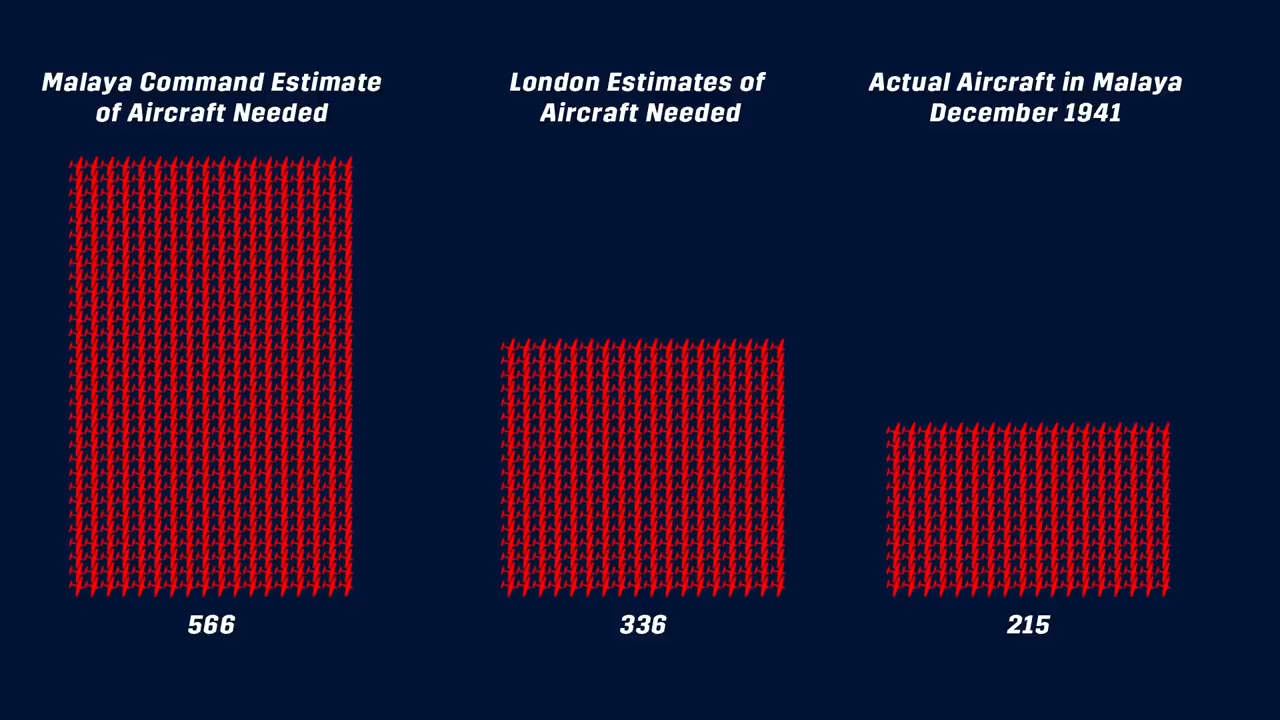 Malaya Command Estimate
of Aircraft Needed
London Estimates of
Aircraft Needed
Actual Aircraft in Malaya
December 1941
566
336
215